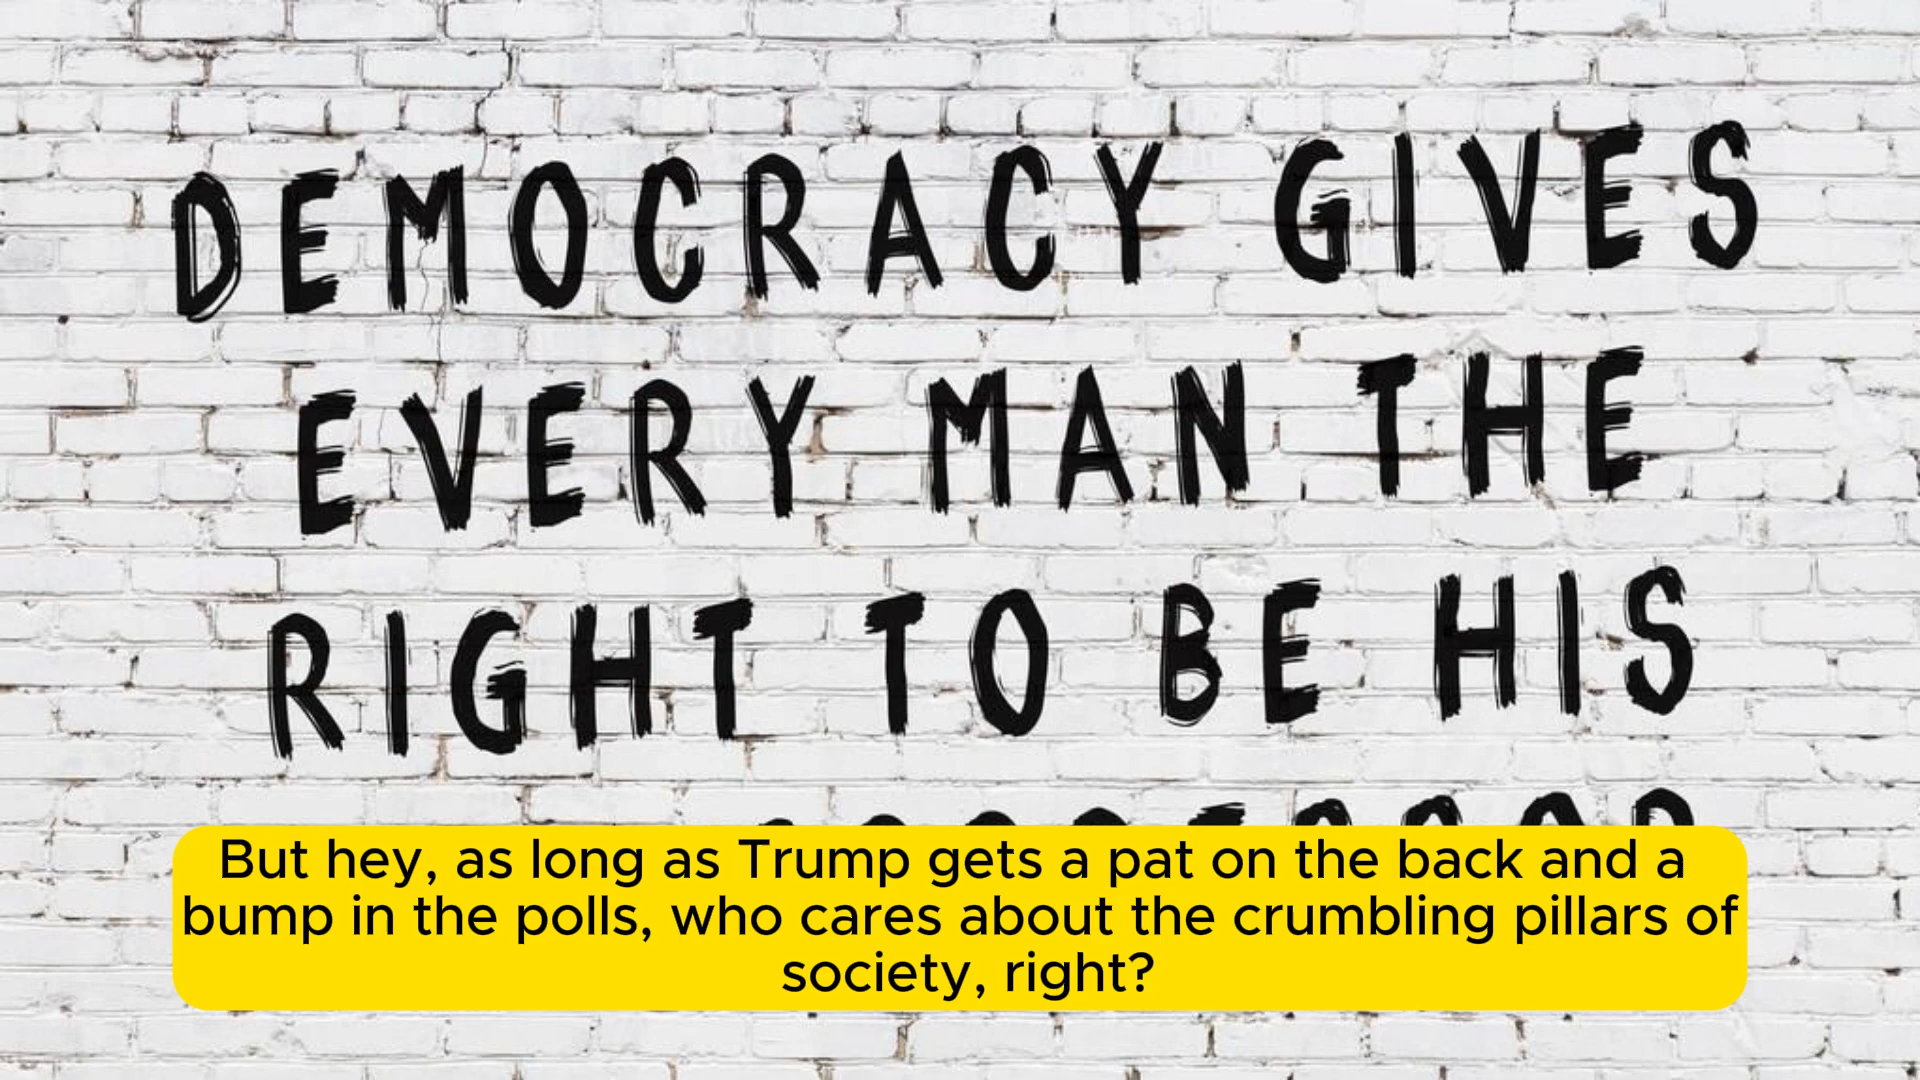 DEMOCRACY GIVES
EVERY MAN THE
RIGHT TO BE HIS
But hey, as long as Trump gets a pat on the back and a
bump in the polls, who cares about the crumbling pillars of
society, right?